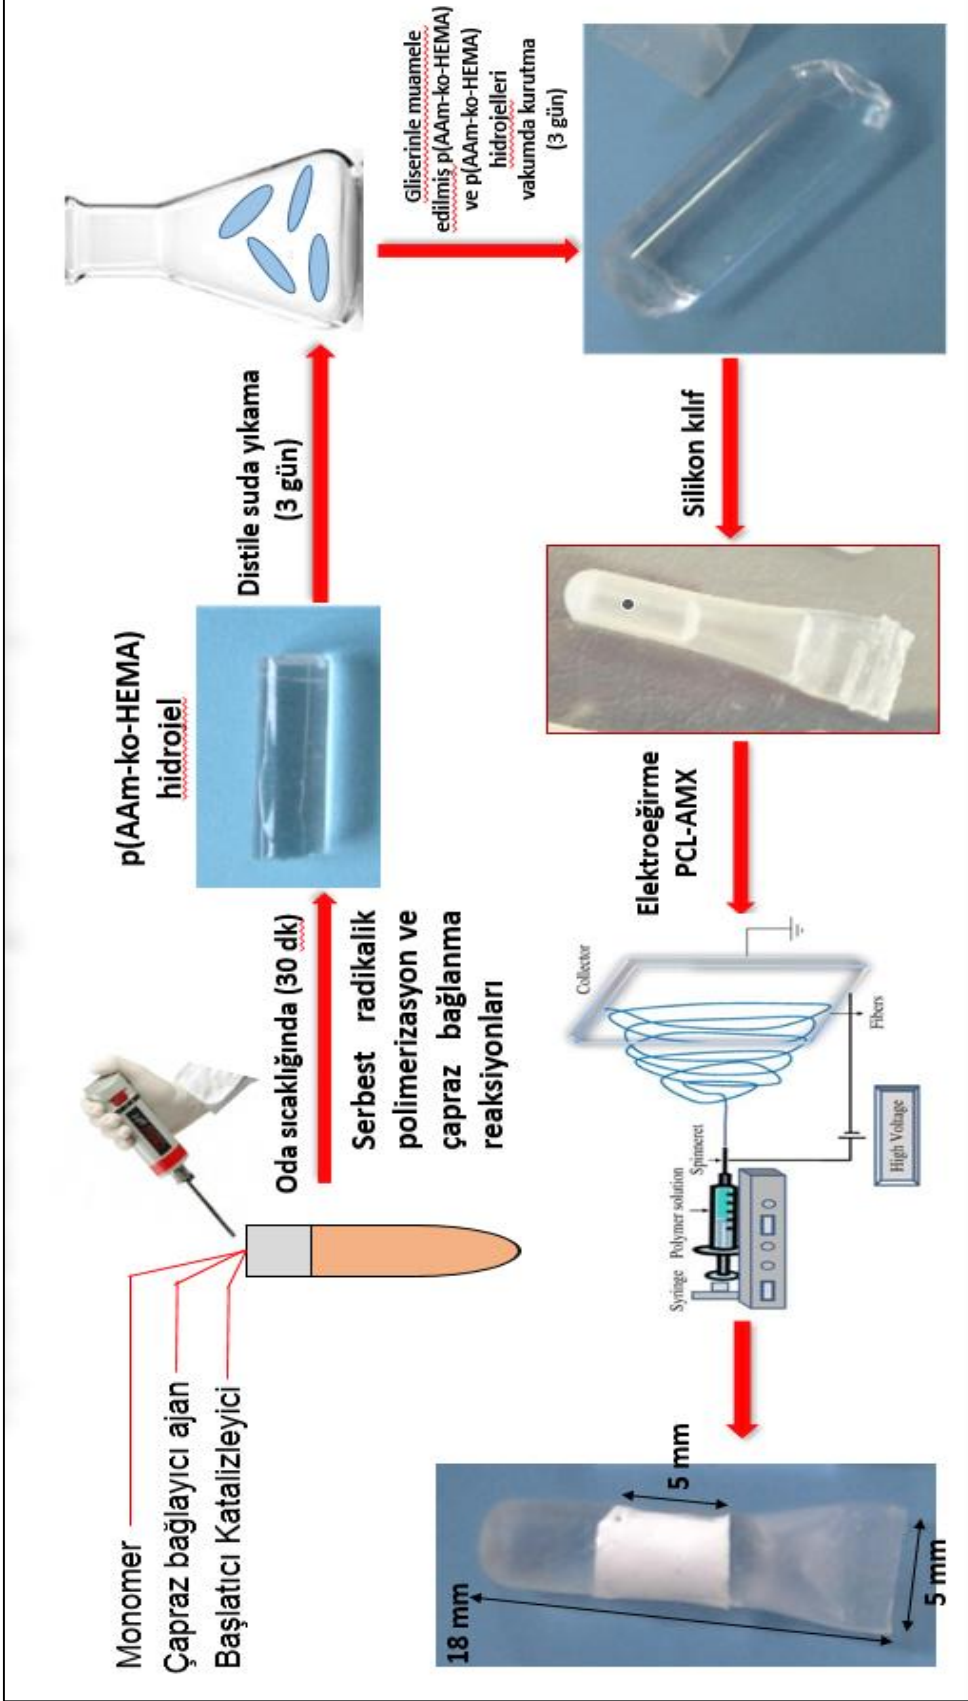 Monomer
Çapraz bağlayıcı ajan
Başlatıcı Katalizleyici
Oda sıcaklığında (30 dk)
Serbest radikalik
polimerizasyon ve
çapraz bağlanma
reaksiyonları
p(AAm-ko-HEMA)
hidrojel
Distile suda yıkama
(3 gün)
Gliserinle muamele
edilmiş p(AAm-ko-HEMA)
ve p(AAm-ko-HEMA)
hidrojelleri
vakumda kurutma
(3 gün)
Silikon kılıf
Elektroeğirme
PCL-AMX
Collector
Fibers
Spinneret
Polymer solution
Syringe
High Voltage
18 mm
5 mm
5 mm